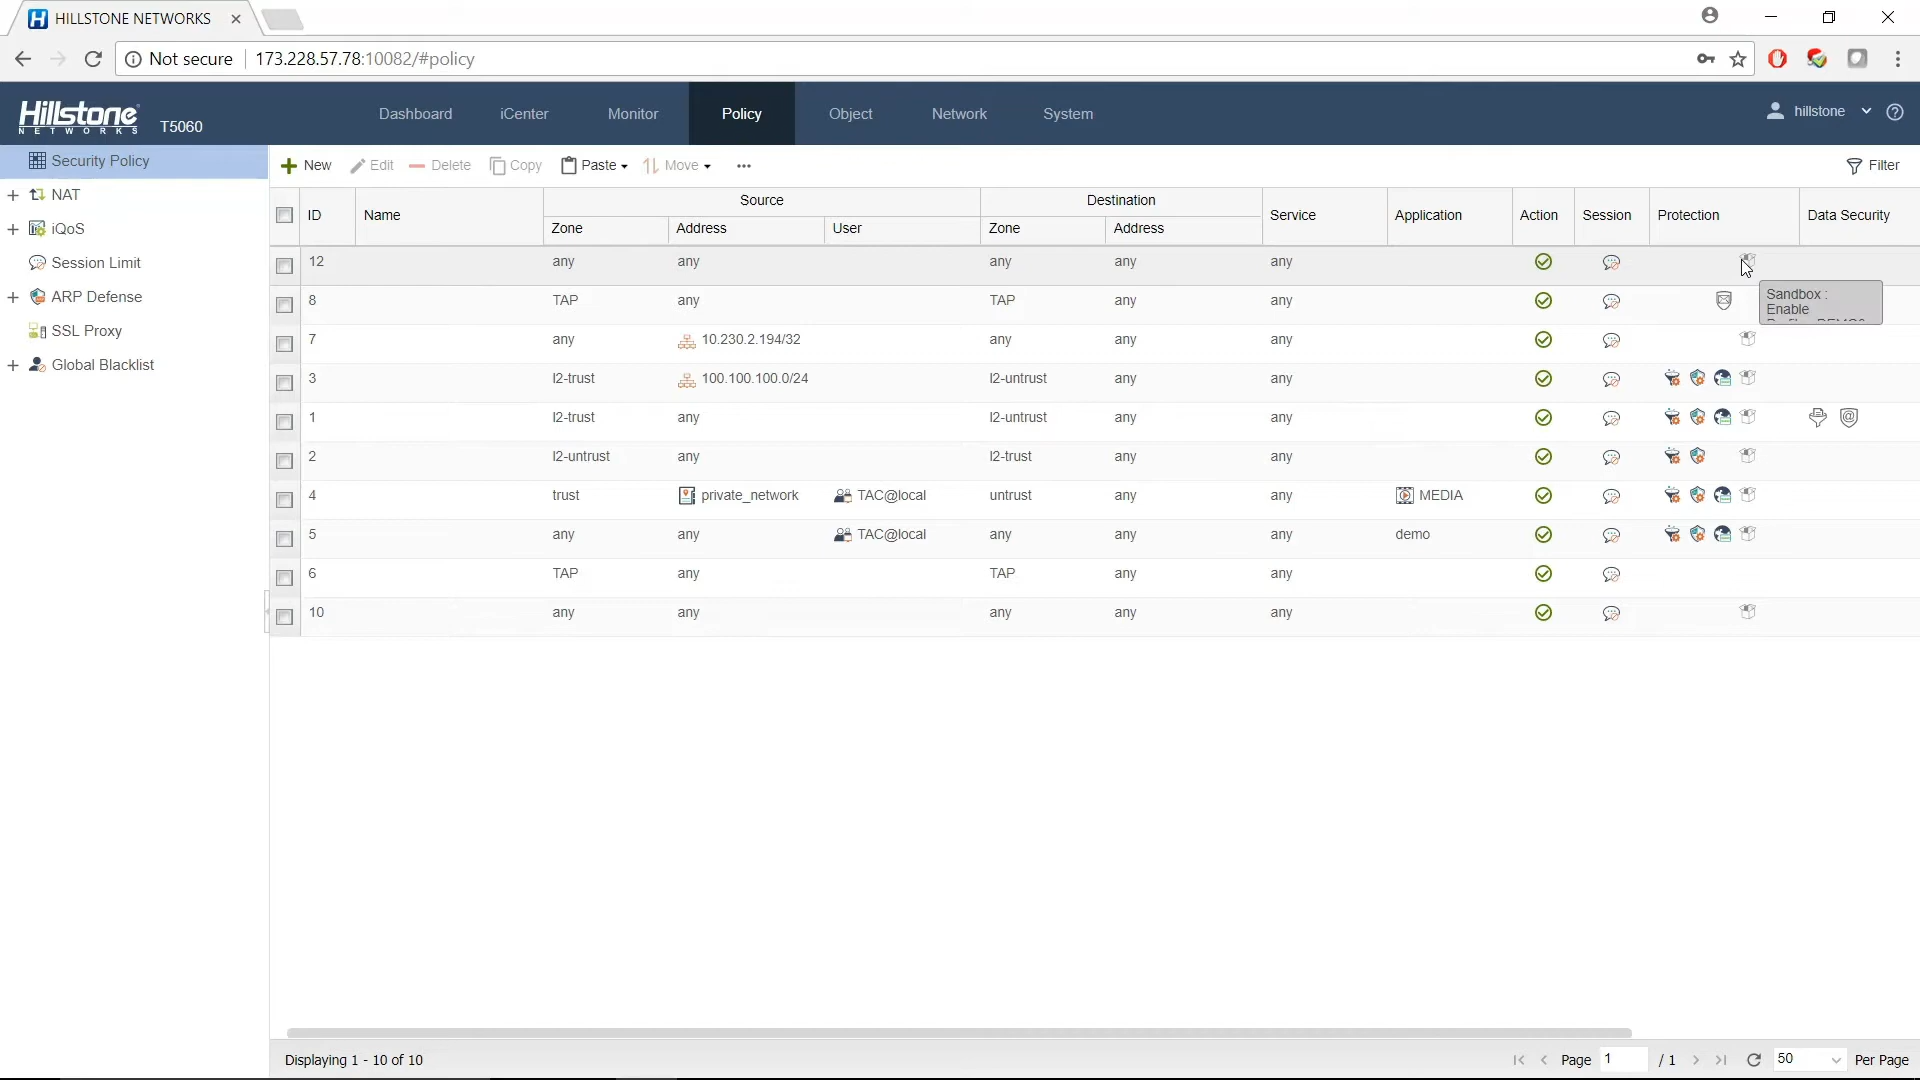 HILLSTONE NETWORKS
Not secure 173.228.57.78:10082/#policy
Hillstone
NETWORKS
T5060
Dashboard iCenter Monitor Policy Object Network System
hillstone
Security Policy
NAT
iQoS
Session Limit
ARP Defense
SSL Proxy
Global Blacklist
New Edit Delete Copy Paste Move Filter
ID Name Source Destination Service Application Action Session Protection Data Security
Zone Address User Zone Address
12 any any any any any
8 TAP any TAP any any
Sandbox :
Enable
7 any 10.230.2.194/32 any any any
3 l2-trust 100.100.100.0/24 l2-untrust any any
1 l2-trust any l2-untrust any any
2 l2-untrust any l2-trust any any
4 trust private_network TAC@local untrust any any MEDIA
5 any any TAC@local any any any demo
6 TAP any TAP any any
10 any any any any any
Displaying 1 - 10 of 10
Page 1 / 1 50 Per Page